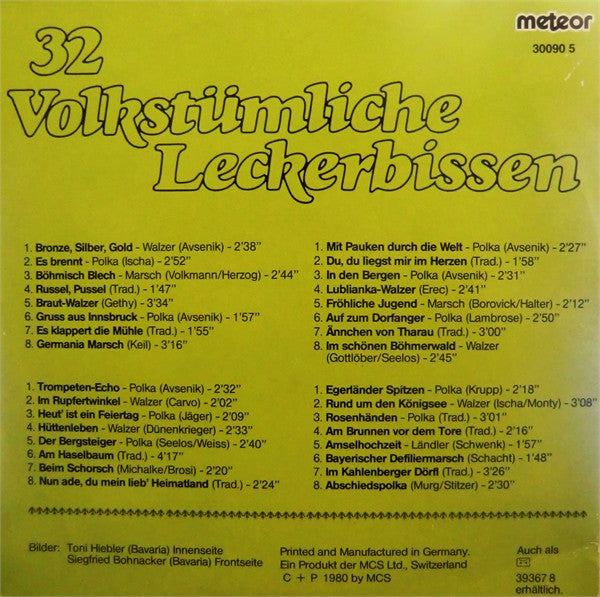 meteor
30090 5
32
Volkstümliche
Leckerbissen
1. Bronze, Silber, Gold - Walzer (Avsenik) - 2'38"
2. Es brennt - Polka (Ischa) - 2'52"
3. Böhmisch Blech - Marsch (Volkmann/Herzog) - 2'44"
4. Russel, Pussel (Trad.) - 1'47"
5. Braut-Walzer (Gethy) - 3'34"
6. Gruss aus Innsbruck - Polka (Avsenik) - 1'57"
7. Es klappert die Mühle (Trad.) - 1'55"
8. Germania Marsch (Keil) - 3'16"
1. Mit Pauken durch die Welt - Polka (Avsenik) - 2'27"
2. Du, du liegst mir im Herzen (Trad.) - 1'58"
3. In den Bergen - Polka (Avsenik) - 2'31"
4. Lublianka-Walzer (Erec) - 2'41"
5. Fröhliche Jugend - Marsch (Borovick/Halter) - 2'12"
6. Auf zum Dorfanger - Polka (Lambrose) - 2'50"
7. Ännchen von Tharau (Trad.) - 3'00"
8. Im schönen Böhmerwald - Walzer
(Gottlöber/Seelos) - 2'45"
1. Trompeten-Echo - Polka (Avsenik) - 2'32"
2. Im Rupfertwinkel - Walzer (Carvo) - 2'02"
3. Heut' ist ein Feiertag - Polka (Jäger) - 2'09"
4. Hüttenleben - Walzer (Dünenkrieger) - 2'33"
5. Der Bergsteiger - Polka (Seelos/Weiss) - 2'40"
6. Am Haselbaum (Trad.) - 4'17"
7. Beim Schorsch (Michalke/Brosi) - 2'20"
8. Nun ade, du mein lieb' Heimatland (Trad.) - 2'24"
1. Egerländer Spitzen - Polka (Krupp) - 2'18"
2. Rund um den Königsee - Walzer (Ischa/Monty) - 3'08"
3. Rosenhänden - Polka (Trad.) - 3'01"
4. Am Brunnen vor dem Tore (Trad.) - 2'16"
5. Amselhochzeit - Ländler (Schwenk) - 1'57"
6. Bayerischer Defiliermarsch (Schacht) - 1'48"
7. Im Kahlenberger Dörfl (Trad.) - 3'26"
8. Abschiedspolka (Murg/Stitzer) - 2'30"
Bilder: Toni Hiebler (Bavaria) Innenseite
Siegfried Bohnacker (Bavaria) Frontseite
Printed and Manufactured in Germany.
Ein Produkt der MCS Ltd., Switzerland
C + P 1980 by MCS
Auch als
39367 8
erhältlich.